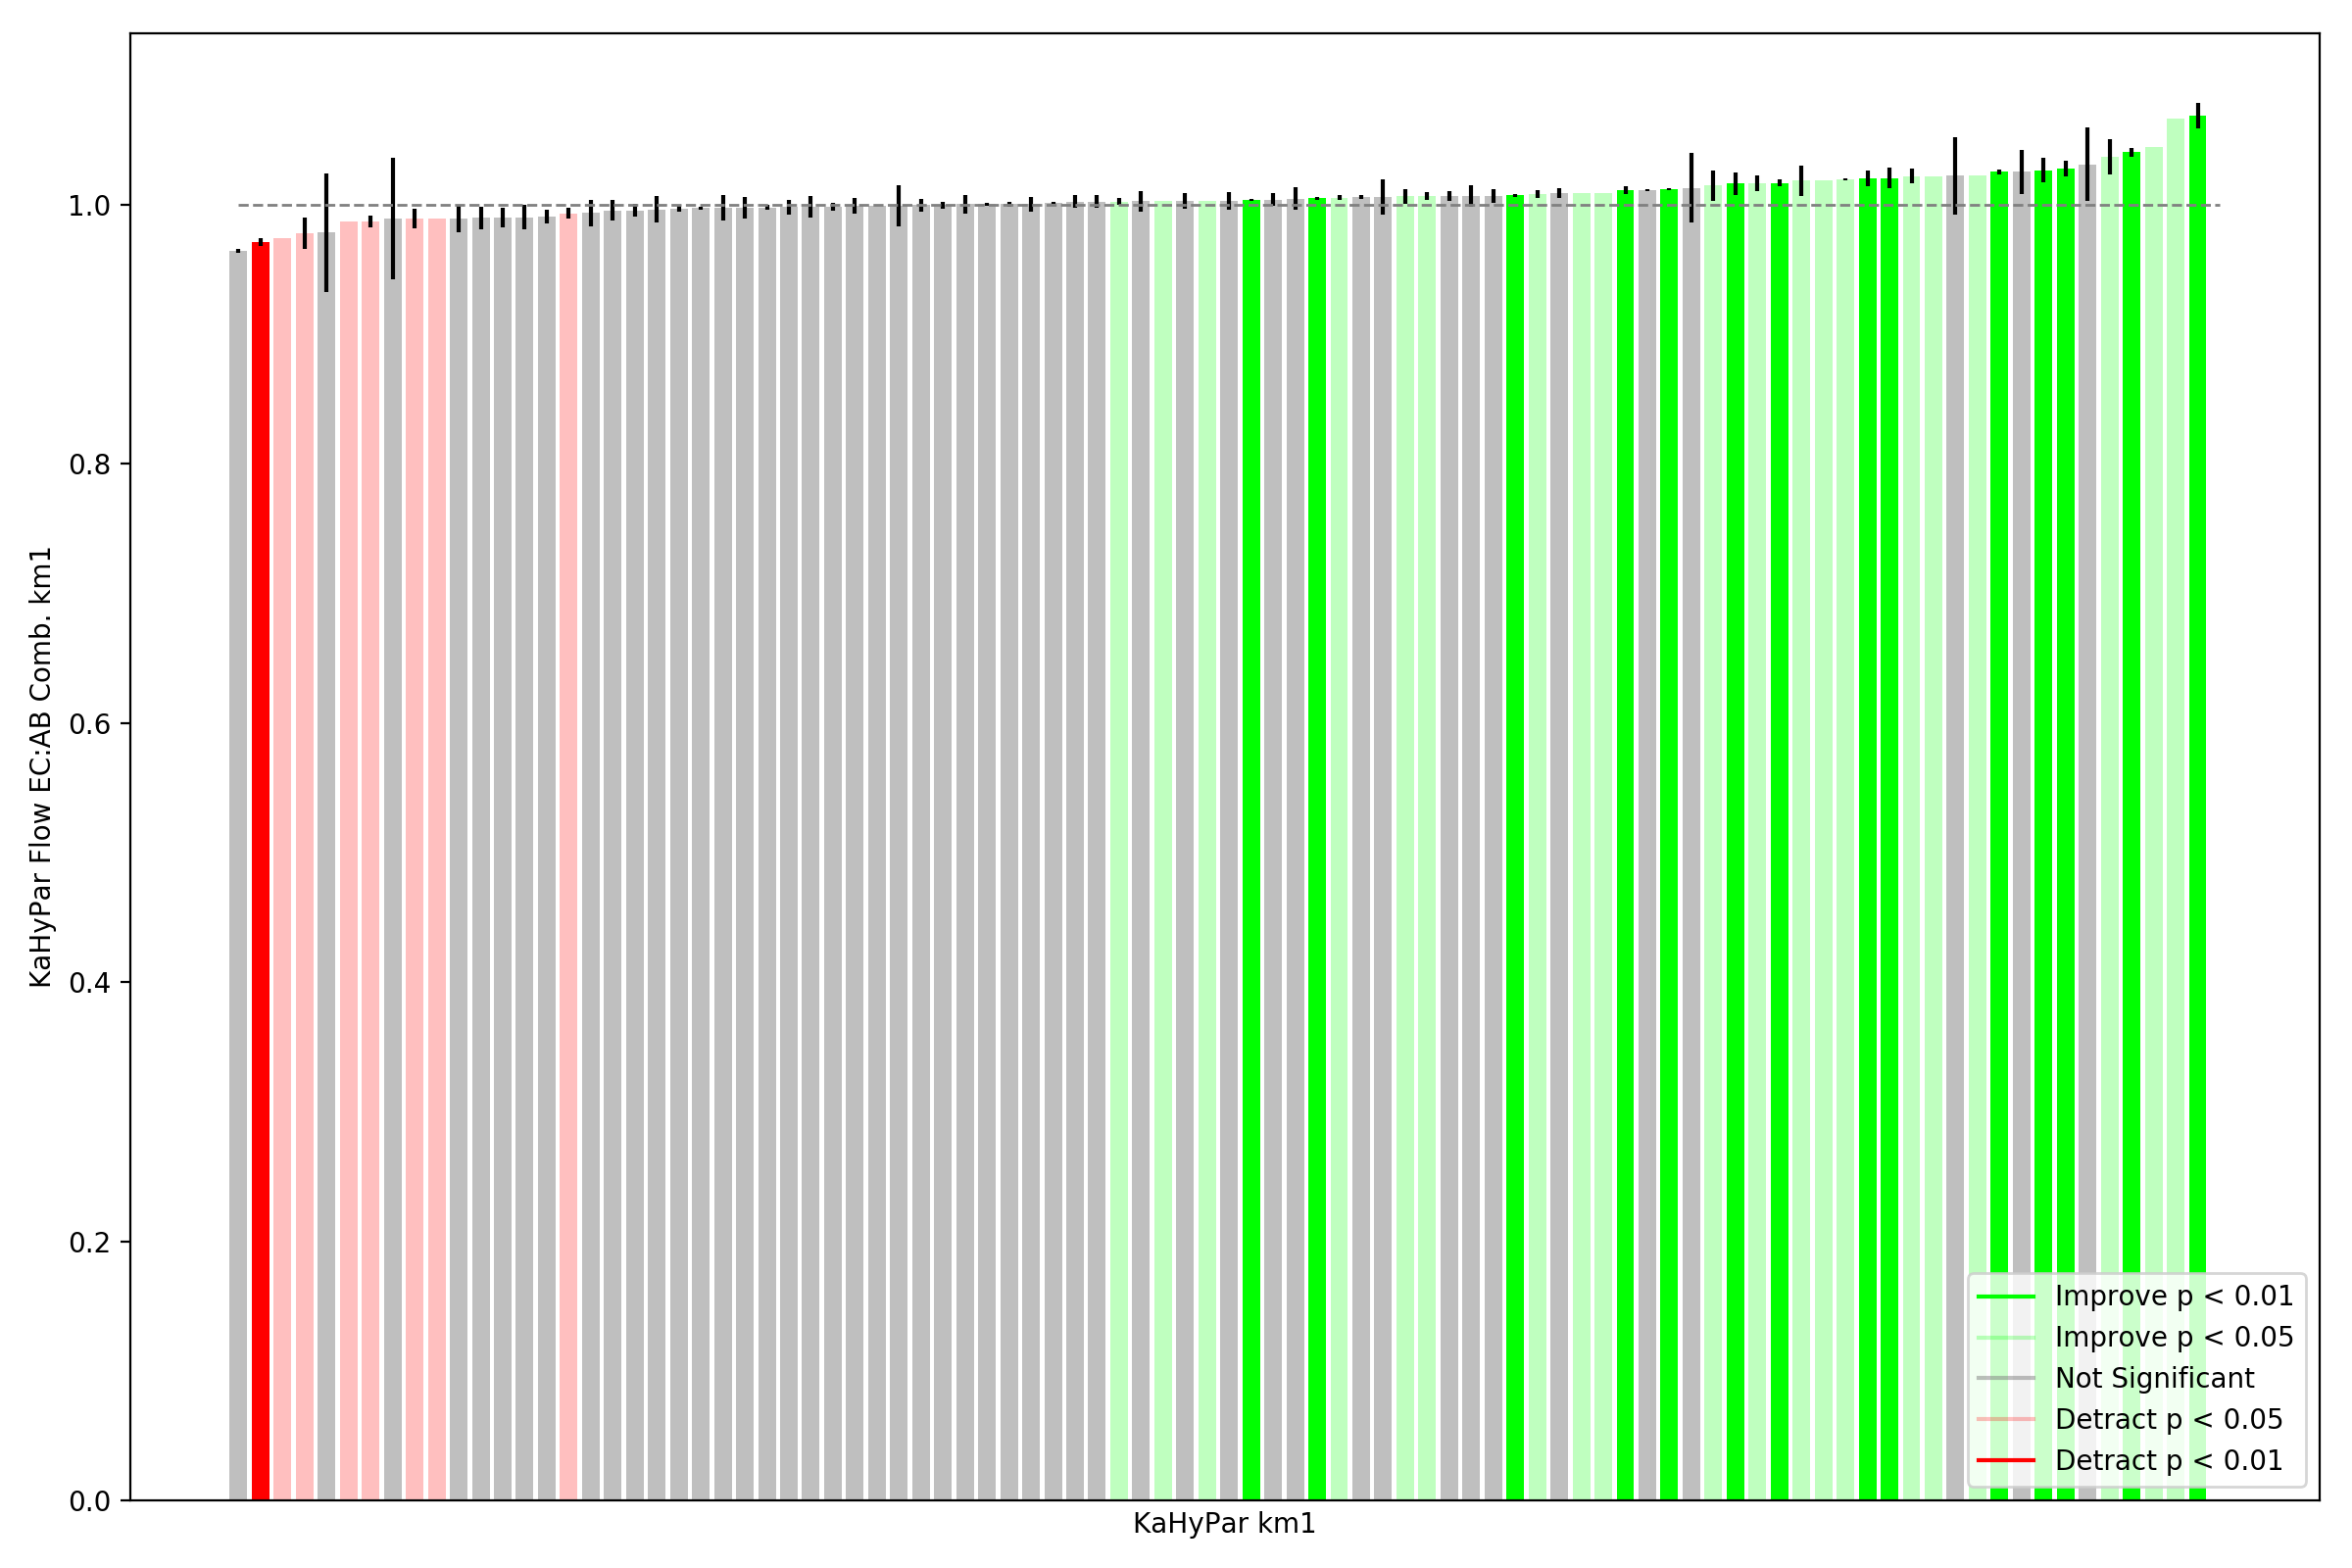 KaHyPar Flow EC:AB Comb. km1
1.0
0.8
0.6
0.4
0.2
0.0
KaHyPar km1
Improve p < 0.01
Improve p < 0.05
Not Significant
Detract p < 0.05
Detract p < 0.01